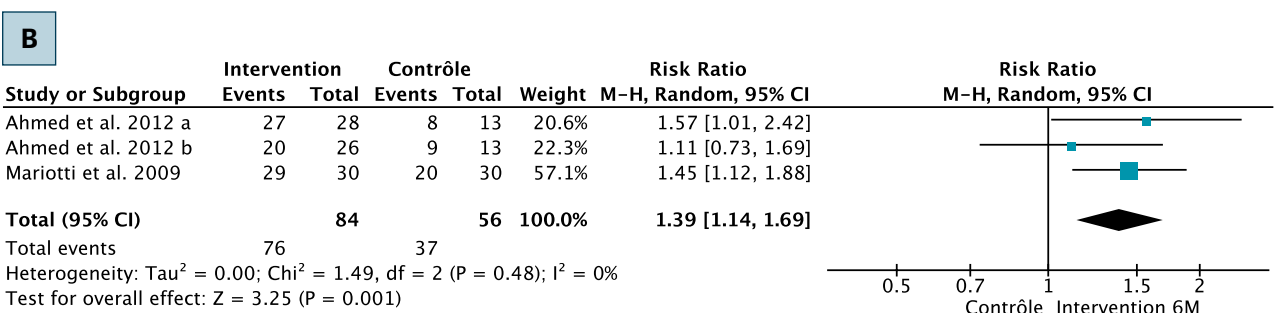 B
Intervention Contrôle Risk Ratio Risk Ratio
Study or Subgroup Events Total Events Total Weight M-H, Random, 95% CI M-H, Random, 95% CI
Ahmed et al. 2012 a 27 28 8 13 20.6% 1.57 [1.01, 2.42]
Ahmed et al. 2012 b 20 26 9 13 22.3% 1.11 [0.73, 1.69]
Mariotti et al. 2009 29 30 20 30 57.1% 1.45 [1.12, 1.88]
Total (95% CI) 84 56 100.0% 1.39 [1.14, 1.69]
Total events 76 37
Heterogeneity: Tau² = 0.00; Chi² = 1.49, df = 2 (P = 0.48); I² = 0%
Test for overall effect: Z = 3.25 (P = 0.001)
0.5 0.7 1 1.5 2
Contrôle Intervention 6M